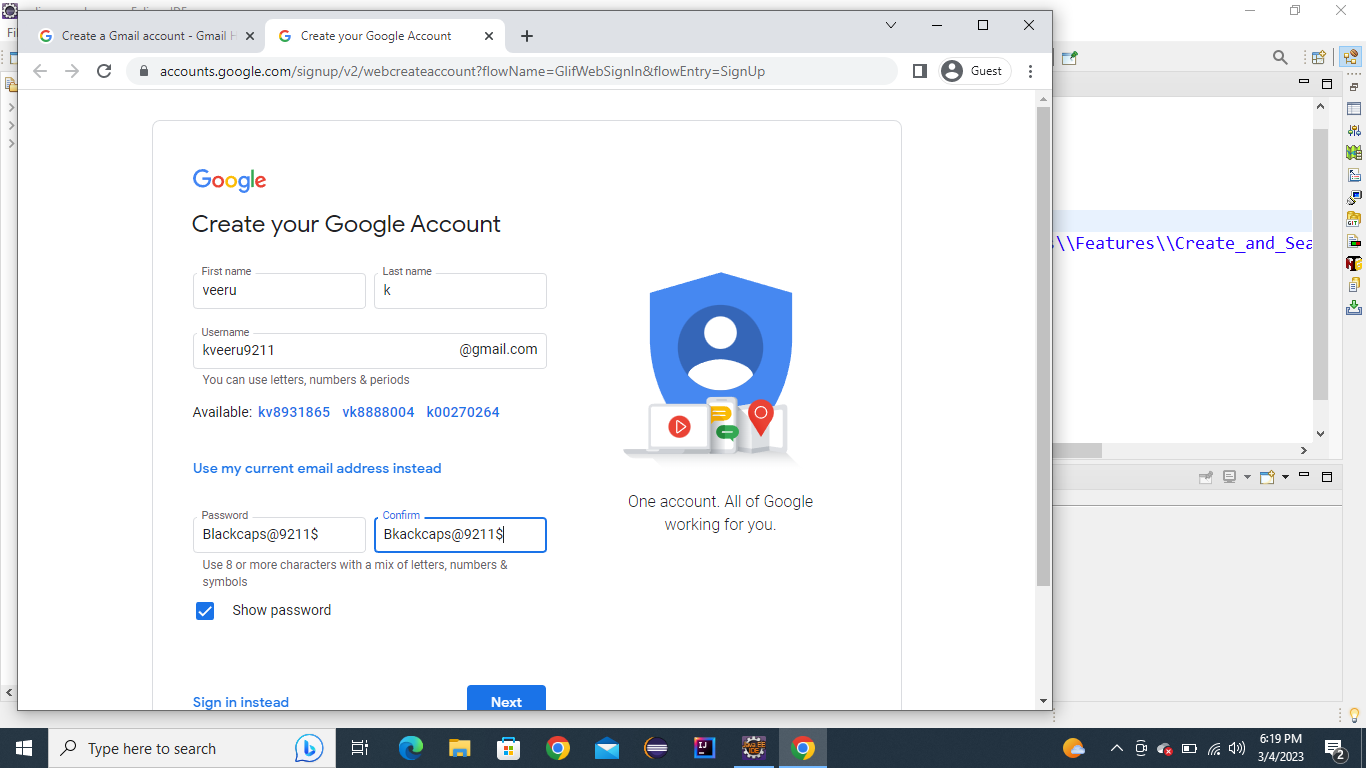 Create a Gmail account - Gmail H
Create your Google Account
accounts.google.com/signup/v2/webcreateaccount?flowName=GlifWebSignIn&flowEntry=SignUp
Guest
Google
Create your Google Account
First name
Last name
veeru
k
Username
kveeru9211
@gmail.com
You can use letters, numbers & periods
Available: kv8931865 vk8888004 k00270264
Use my current email address instead
Password
Confirm
Blackcaps@9211$
Bkackcaps@9211$
Use 8 or more characters with a mix of letters, numbers &
symbols
Show password
Sign in instead
Next
One account. All of Google
working for you.
\\Features\\Create_and_Sea
GIT
Type here to search
IJ
EE
IDE
6:19 PM
3/4/2023
2